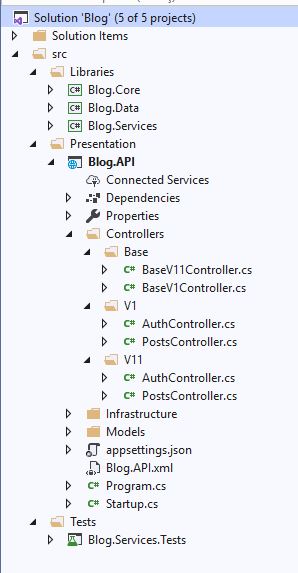 Solution 'Blog' (5 of 5 projects)
Solution Items
src
Libraries
C# Blog.Core
C# Blog.Data
C# Blog.Services
Presentation
Blog.API
Connected Services
Dependencies
Properties
Controllers
Base
C# BaseV11Controller.cs
C# BaseV1Controller.cs
V1
C# AuthController.cs
C# PostsController.cs
V11
C# AuthController.cs
C# PostsController.cs
Infrastructure
Models
appsettings.json
Blog.API.xml
C# Program.cs
C# Startup.cs
Tests
Blog.Services.Tests